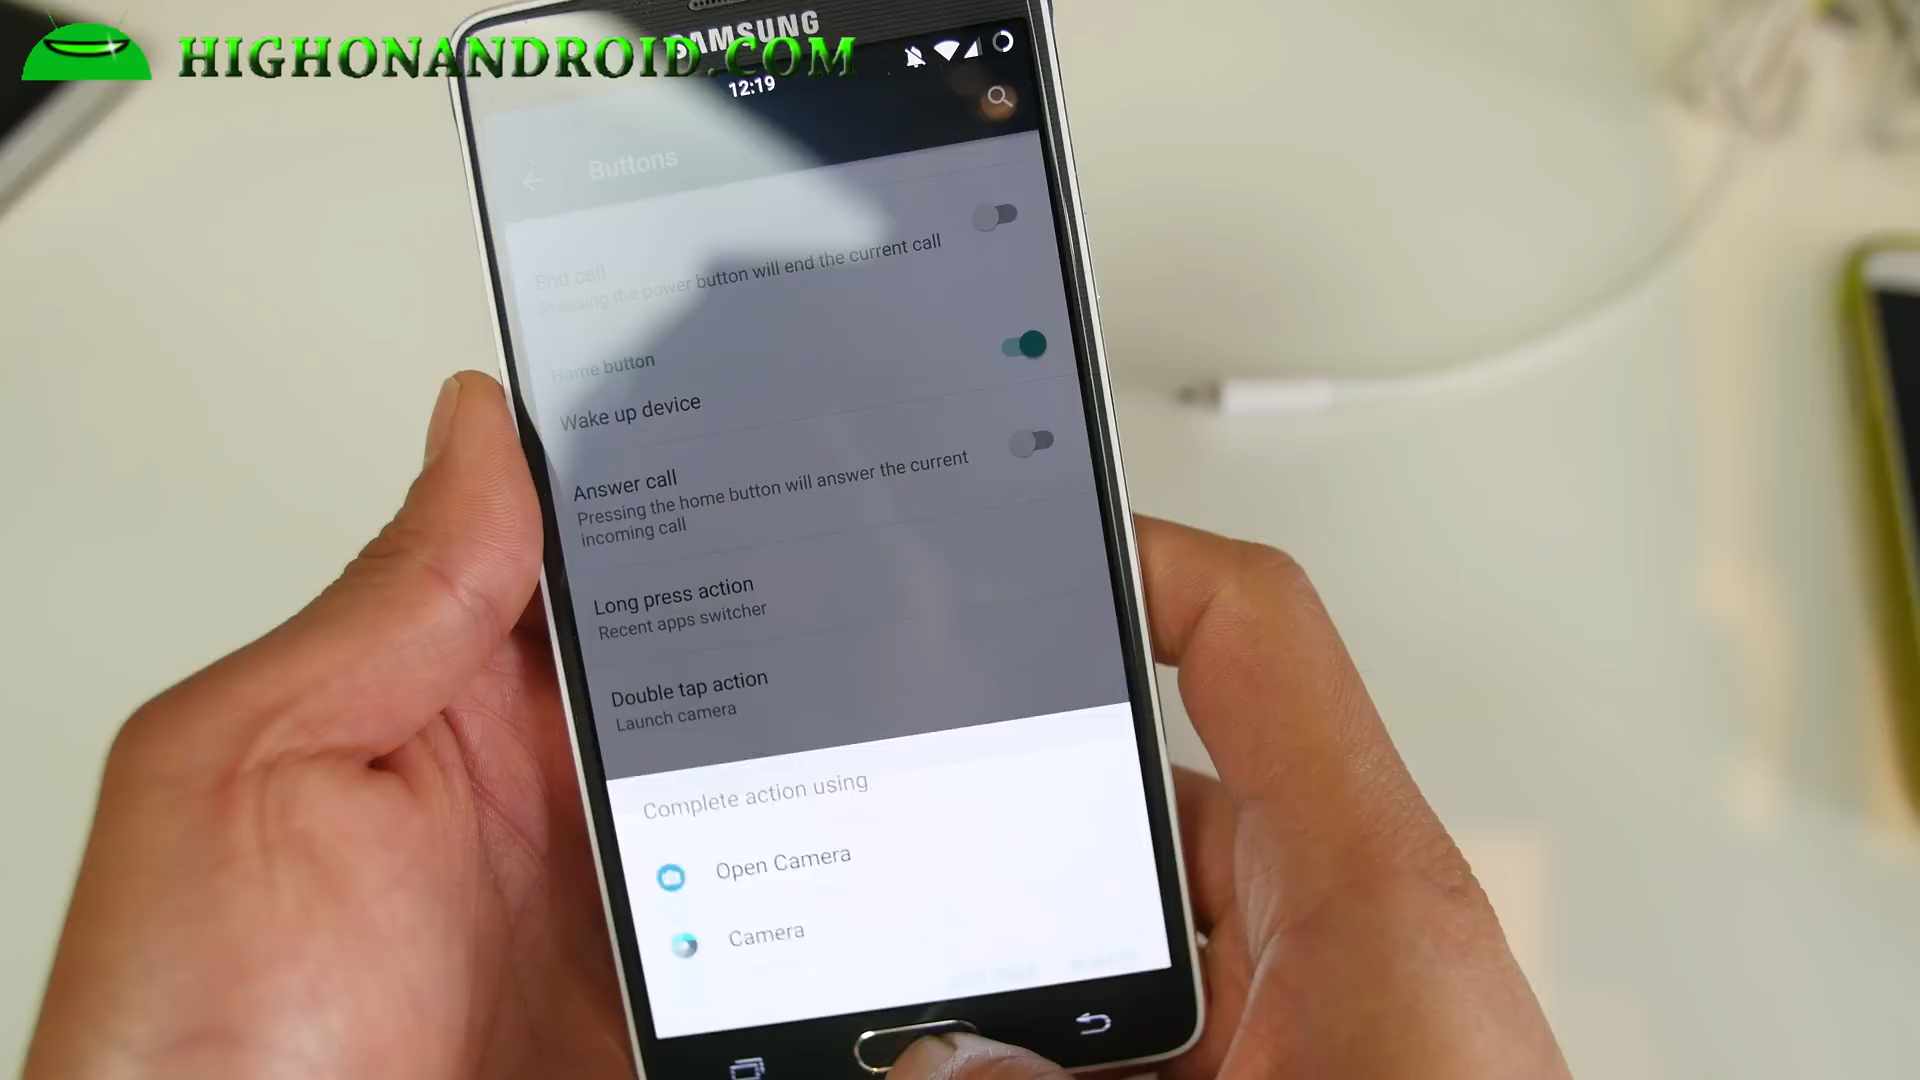 HIGHONANDROID.COM
SAMSUNG
12:19
Buttons
End call
Pressing the power button will end the current call
Home button
Wake up device
Answer call
Pressing the home button will answer the current
incoming call
Long press action
Recent apps switcher
Double tap action
Launch camera
Complete action using
Open Camera
Camera